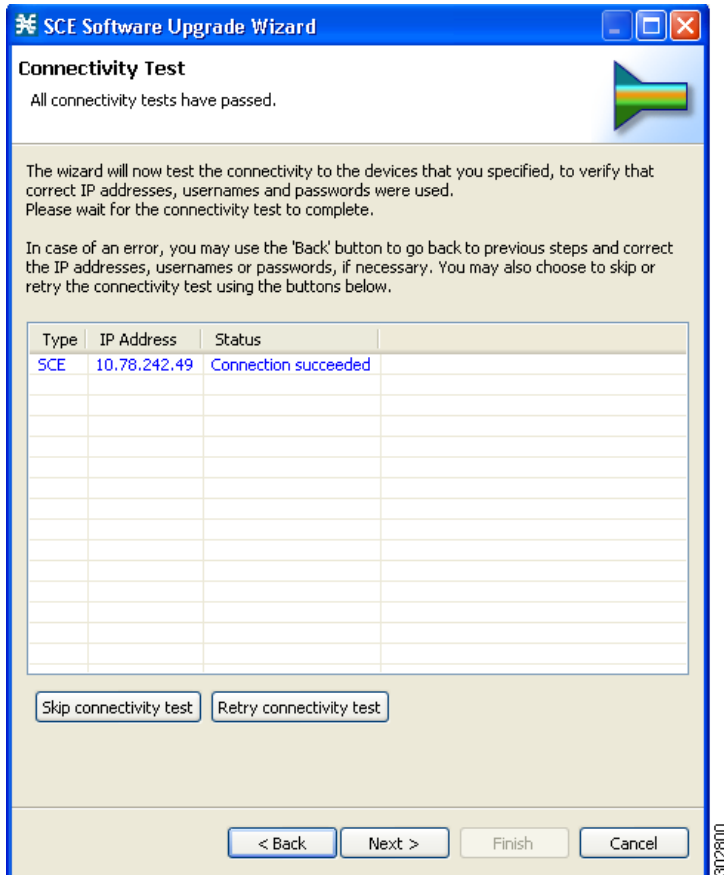 SCE Software Upgrade Wizard
Connectivity Test
All connectivity tests have passed.
The wizard will now test the connectivity to the devices that you specified, to verify that
correct IP addresses, usernames and passwords were used.
Please wait for the connectivity test to complete.
In case of an error, you may use the 'Back' button to go back to previous steps and correct
the IP addresses, usernames or passwords, if necessary. You may also choose to skip or
retry the connectivity test using the buttons below.
Type IP Address Status
SCE 10.78.242.49 Connection succeeded
Skip connectivity test Retry connectivity test
< Back Next > Finish Cancel
302800